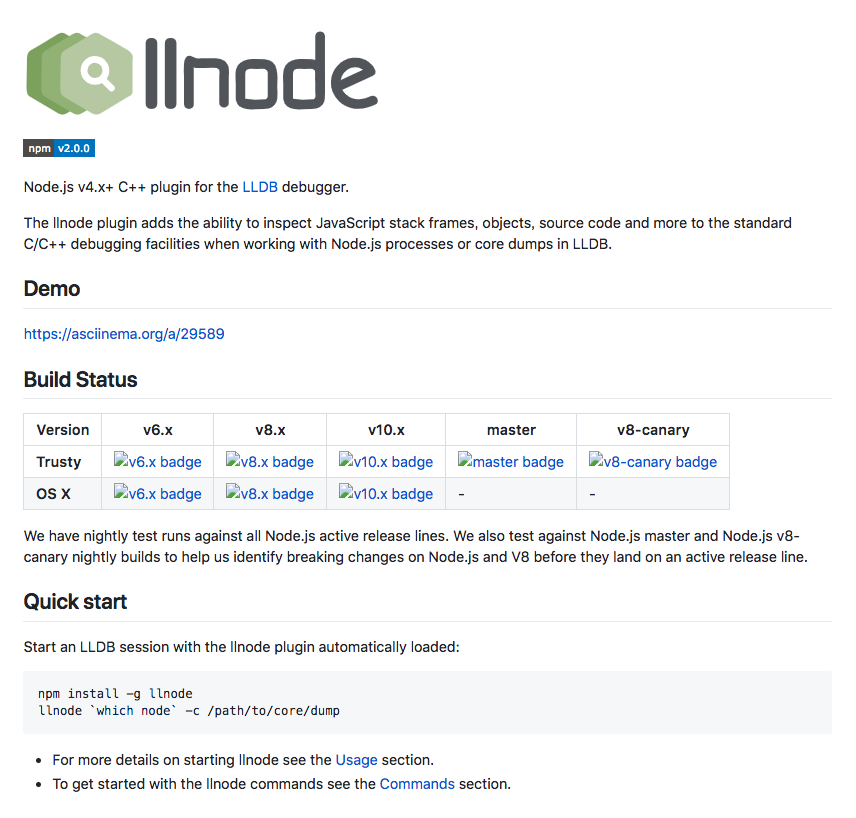 llnode
npm v2.0.0
Node.js v4.x+ C++ plugin for the LLDB debugger.
The llnode plugin adds the ability to inspect JavaScript stack frames, objects, source code and more to the standard
C/C++ debugging facilities when working with Node.js processes or core dumps in LLDB.
Demo
https://asciinema.org/a/29589
Build Status
Version v6.x v8.x v10.x master v8-canary
Trusty v6.x badge v8.x badge v10.x badge master badge v8-canary badge
OS X v6.x badge v8.x badge v10.x badge - -
We have nightly test runs against all Node.js active release lines. We also test against Node.js master and Node.js v8-
canary nightly builds to help us identify breaking changes on Node.js and V8 before they land on an active release line.
Quick start
Start an LLDB session with the llnode plugin automatically loaded:
npm install -g llnode
llnode `which node` -c /path/to/core/dump
• For more details on starting llnode see the Usage section.
• To get started with the llnode commands see the Commands section.